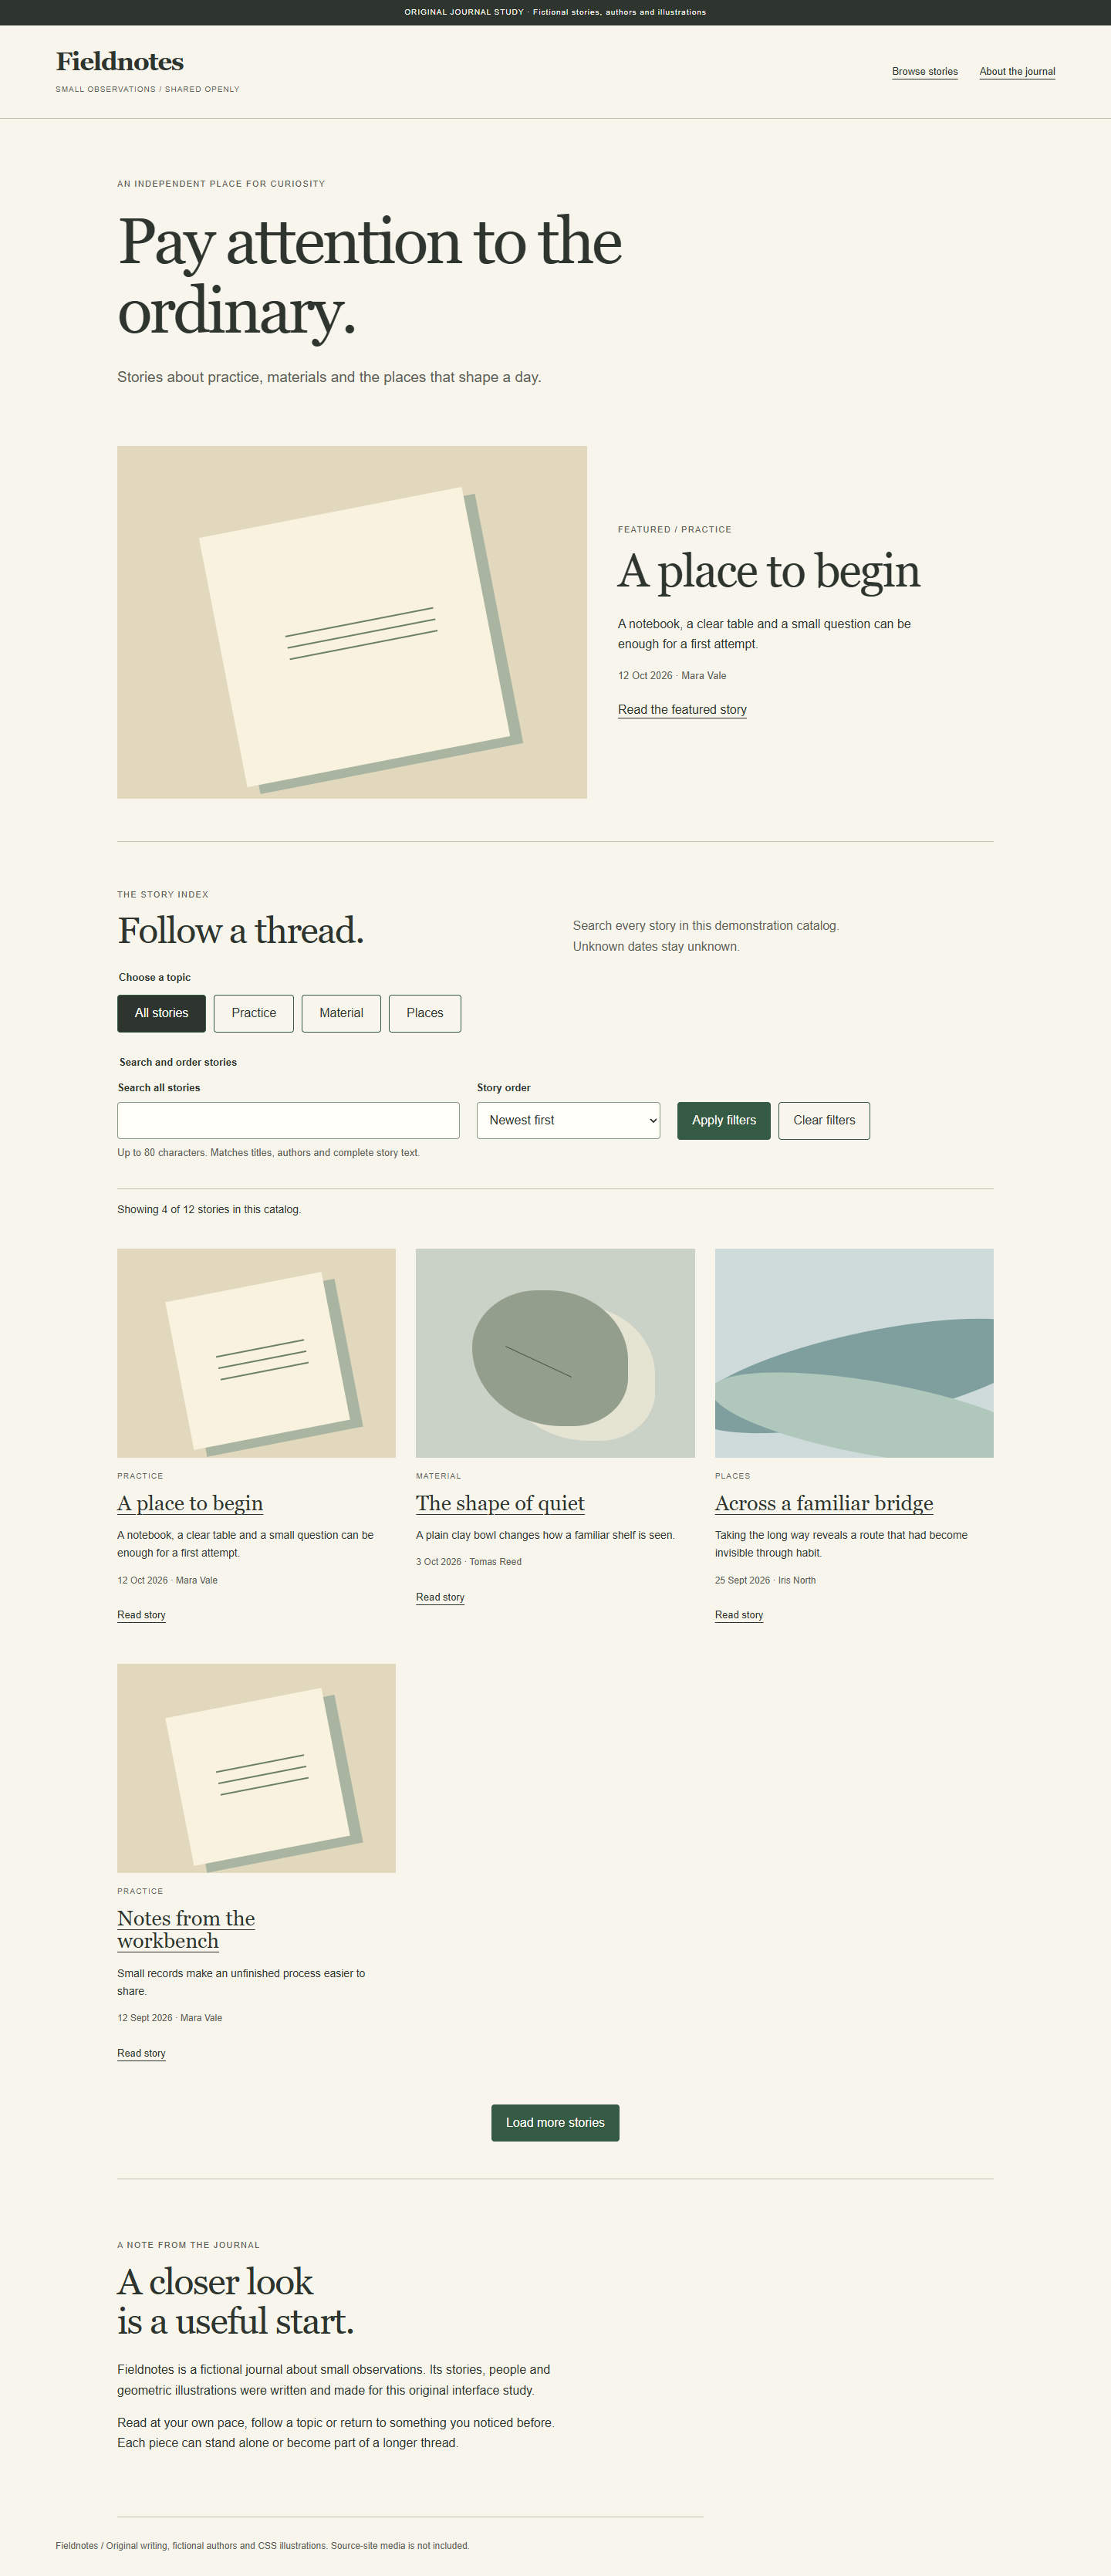 ORIGINAL JOURNAL STUDY · Fictional stories, authors and illustrations
Fieldnotes
SMALL OBSERVATIONS / SHARED OPENLY
Browse stories
About the journal
AN INDEPENDENT PLACE FOR CURIOSITY
Pay attention to the
ordinary.
Stories about practice, materials and the places that shape a day.
FEATURED / PRACTICE
A place to begin
A notebook, a clear table and a small question can be
enough for a first attempt.
12 Oct 2026 · Mara Vale
Read the featured story
THE STORY INDEX
Follow a thread.
Search every story in this demonstration catalog.
Unknown dates stay unknown.
Choose a topic
All stories
Practice
Material
Places
Search and order stories
Search all stories
Story order
Newest first
Apply filters
Clear filters
Up to 80 characters. Matches titles, authors and complete story text.
Showing 4 of 12 stories in this catalog.
PRACTICE
A place to begin
A notebook, a clear table and a small question can be
enough for a first attempt.
12 Oct 2026 · Mara Vale
Read story
MATERIAL
The shape of quiet
A plain clay bowl changes how a familiar shelf is seen.
3 Oct 2026 · Tomas Reed
Read story
PLACES
Across a familiar bridge
Taking the long way reveals a route that had become
invisible through habit.
25 Sept 2026 · Iris North
Read story
PRACTICE
Notes from the
workbench
Small records make an unfinished process easier to
share.
12 Sept 2026 · Mara Vale
Read story
Load more stories
A NOTE FROM THE JOURNAL
A closer look
is a useful start.
Fieldnotes is a fictional journal about small observations. Its stories, people and
geometric illustrations were written and made for this original interface study.
Read at your own pace, follow a topic or return to something you noticed before.
Each piece can stand alone or become part of a longer thread.
Fieldnotes / Original writing, fictional authors and CSS illustrations. Source-site media is not included.